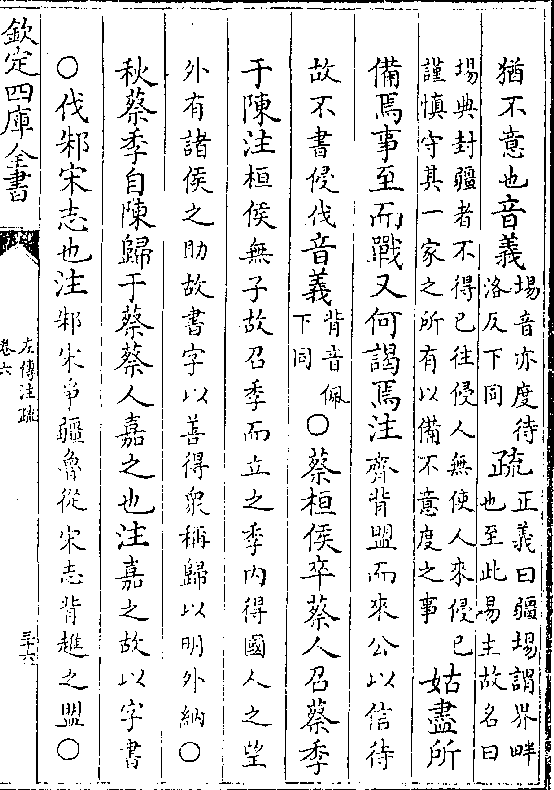 猶不意也音義埸音亦度待
洛反下同疏正義曰疆埸謂界畔
也至此易主故名曰
埸典封疆者不得已往侵人無使人來侵已
謹慎守其一家之所有以備不意度之事姑盡所
備焉事至而戰又何謁焉注齊背盟而來公以信待
故不書侵伐音義背音佩
下同〇蔡桓侯卒蔡人召蔡季
于陳注桓侯無子故召季而立之季內得國人之望
外有諸侯之助故書字以善得衆稱歸以明外納〇
秋蔡季自陳歸于蔡蔡人嘉之也注嘉之故以字書
〇伐邾宋志也注邾宋爭疆魯從宋志背趡之盟〇
欽定四庫全書
左傳注疏
卷六
三十六